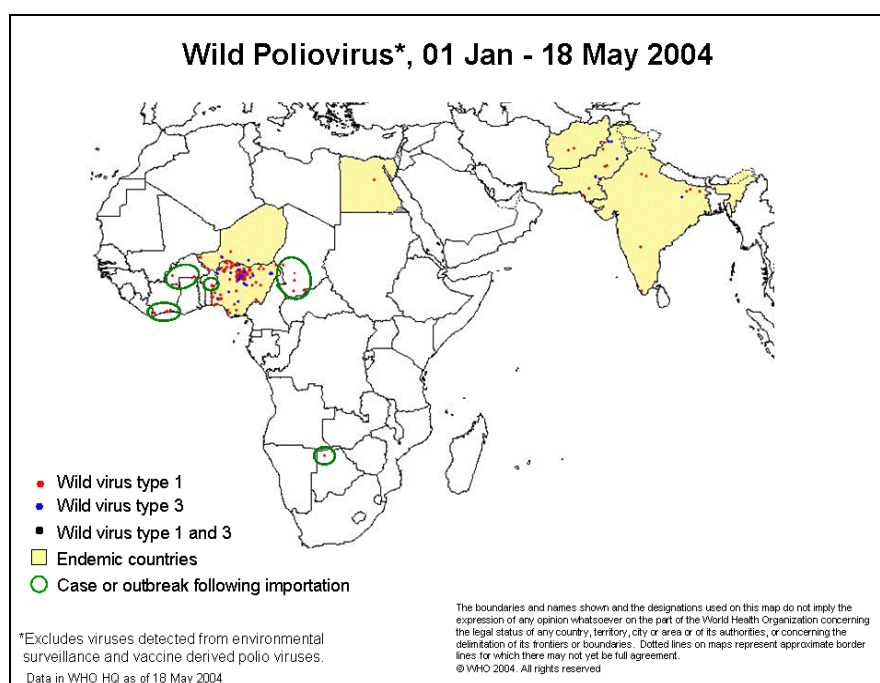 Wild Poliovirus*, 01 Jan - 18 May 2004
Wild virus type 1
Wild virus type 3
Wild virus type 1 and 3
Endemic countries
Case or outbreak following importation
*Excludes viruses detected from environmental
surveillance and vaccine derived polio viruses.
Data in WHO HQ as of 18 May 2004
The boundaries and names shown and the designations used on this map do not imply the
expression of any opinion whatsoever on the part of the World Health Organization concerning
the legal status of any country, territory, city or area or of its authorities, or concerning the
delimitation of its frontiers or boundaries. Dotted lines on maps represent approximate border
lines for which there may not yet be full agreement.
© WHO 2004. All rights reserved